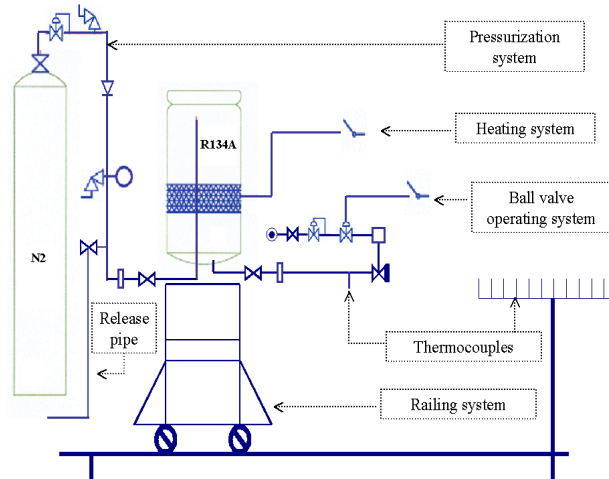 Pressurization
system
R134A
Heating system
Ball valve
operating system
N2
Release
pipe
Thermocouples
Railing system